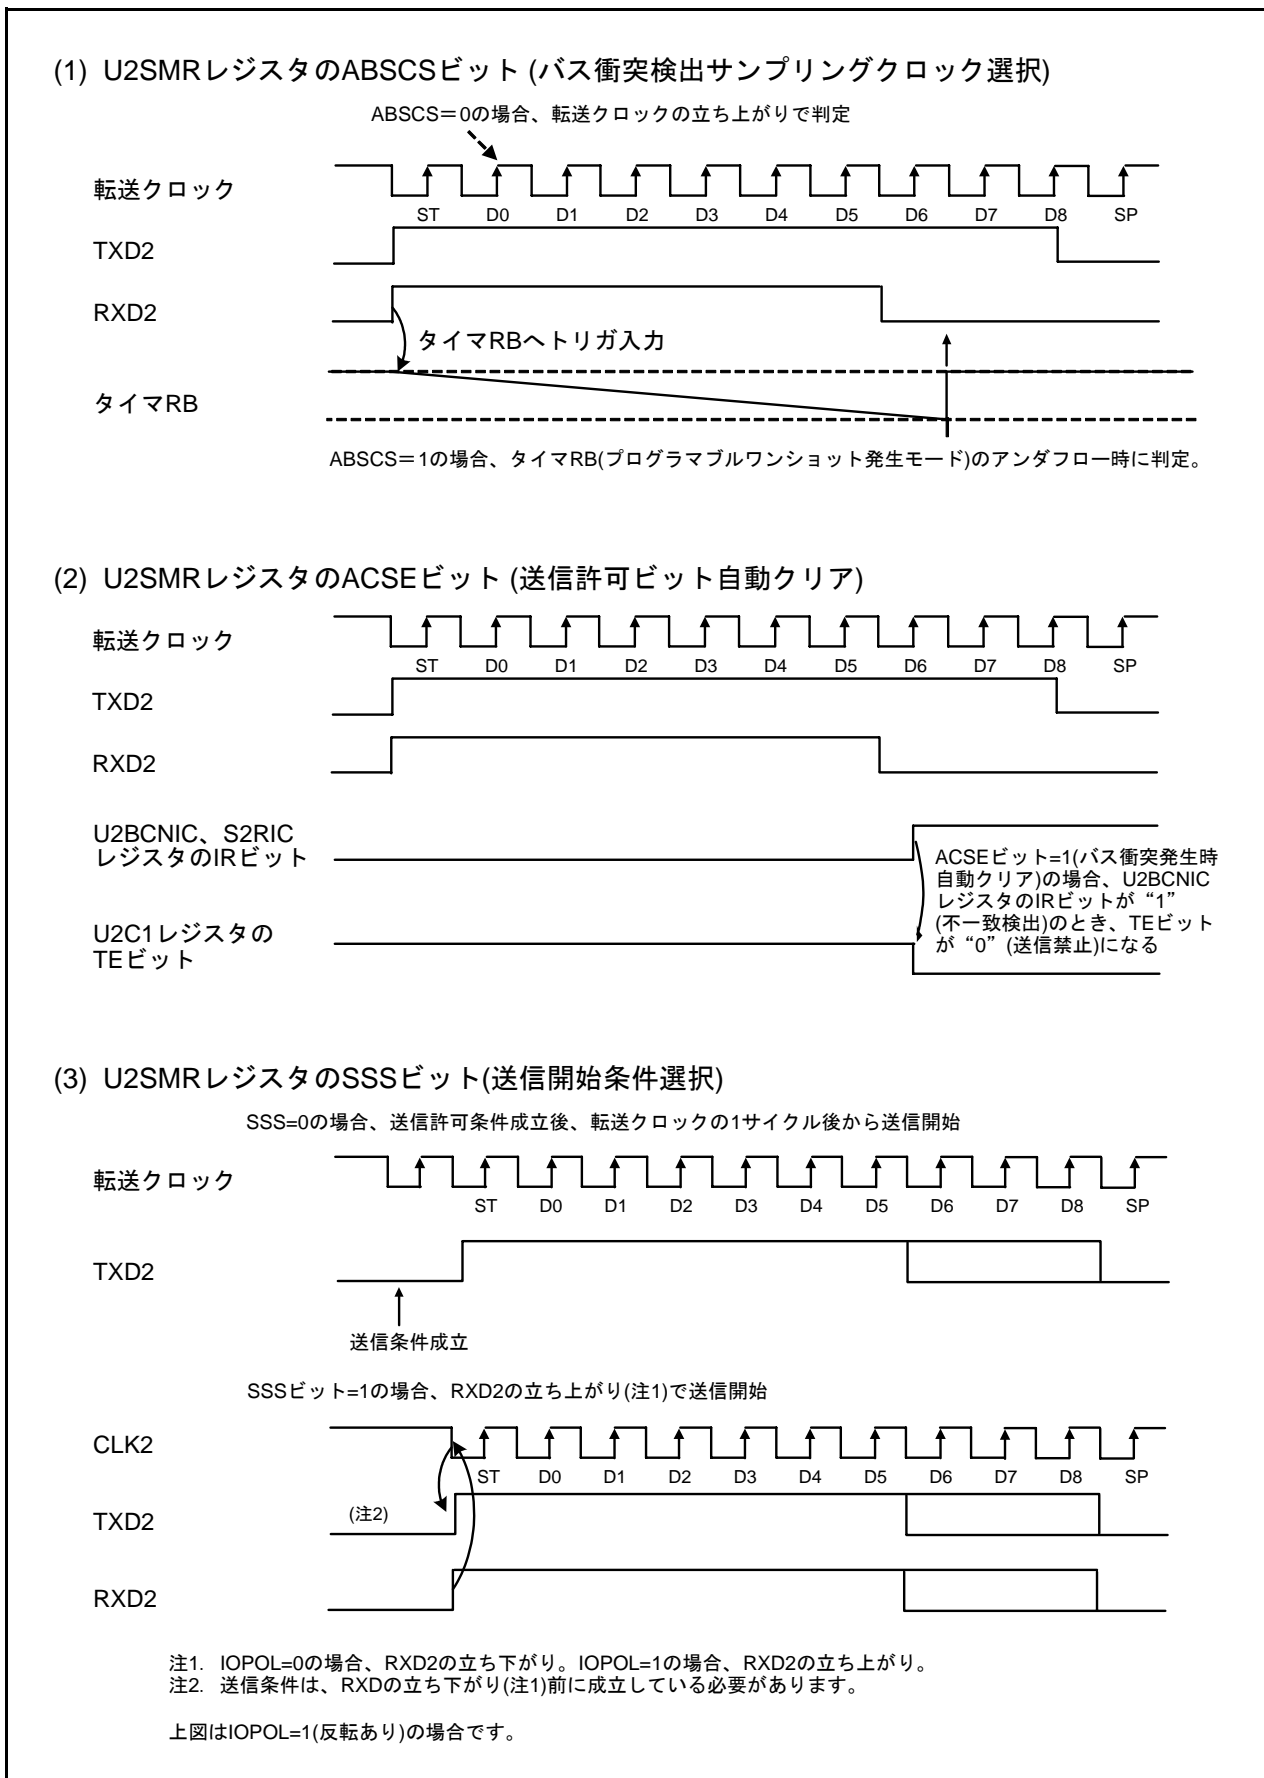 (1) U2SMRレジスタのABSCSビット (バス衝突検出サンプリングクロック選択)
ABSCS＝0の場合、転送クロックの立ち上がりで判定
転送クロック
ST D0 D1 D2 D3 D4 D5 D6 D7 D8 SP
TXD2
RXD2
タイマRBへトリガ入力
タイマRB
ABSCS＝1の場合、タイマRB(プログラマブルワンショット発生モード)のアンダフロー時に判定。
(2) U2SMRレジスタのACSEビット (送信許可ビット自動クリア)
転送クロック
ST D0 D1 D2 D3 D4 D5 D6 D7 D8 SP
TXD2
RXD2
U2BCNIC、S2RIC
レジスタのIRビット
ACSEビット=1(バス衝突発生時
自動クリア)の場合、U2BCNIC
レジスタのIRビットが“1”
(不一致検出)のとき、TEビット
が“0”(送信禁止)になる
U2C1レジスタの
TEビット
(3) U2SMRレジスタのSSSビット(送信開始条件選択)
SSS=0の場合、送信許可条件成立後、転送クロックの1サイクル後から送信開始
転送クロック
ST D0 D1 D2 D3 D4 D5 D6 D7 D8 SP
TXD2
送信条件成立
SSSビット=1の場合、RXD2の立ち上がり(注1)で送信開始
CLK2
ST D0 D1 D2 D3 D4 D5 D6 D7 D8 SP
TXD2
(注2)
RXD2
注1. IOPOL=0の場合、RXD2の立ち下がり。IOPOL=1の場合、RXD2の立ち上がり。
注2. 送信条件は、RXDの立ち下がり(注1)前に成立している必要があります。
上図はIOPOL=1(反転あり)の場合です。